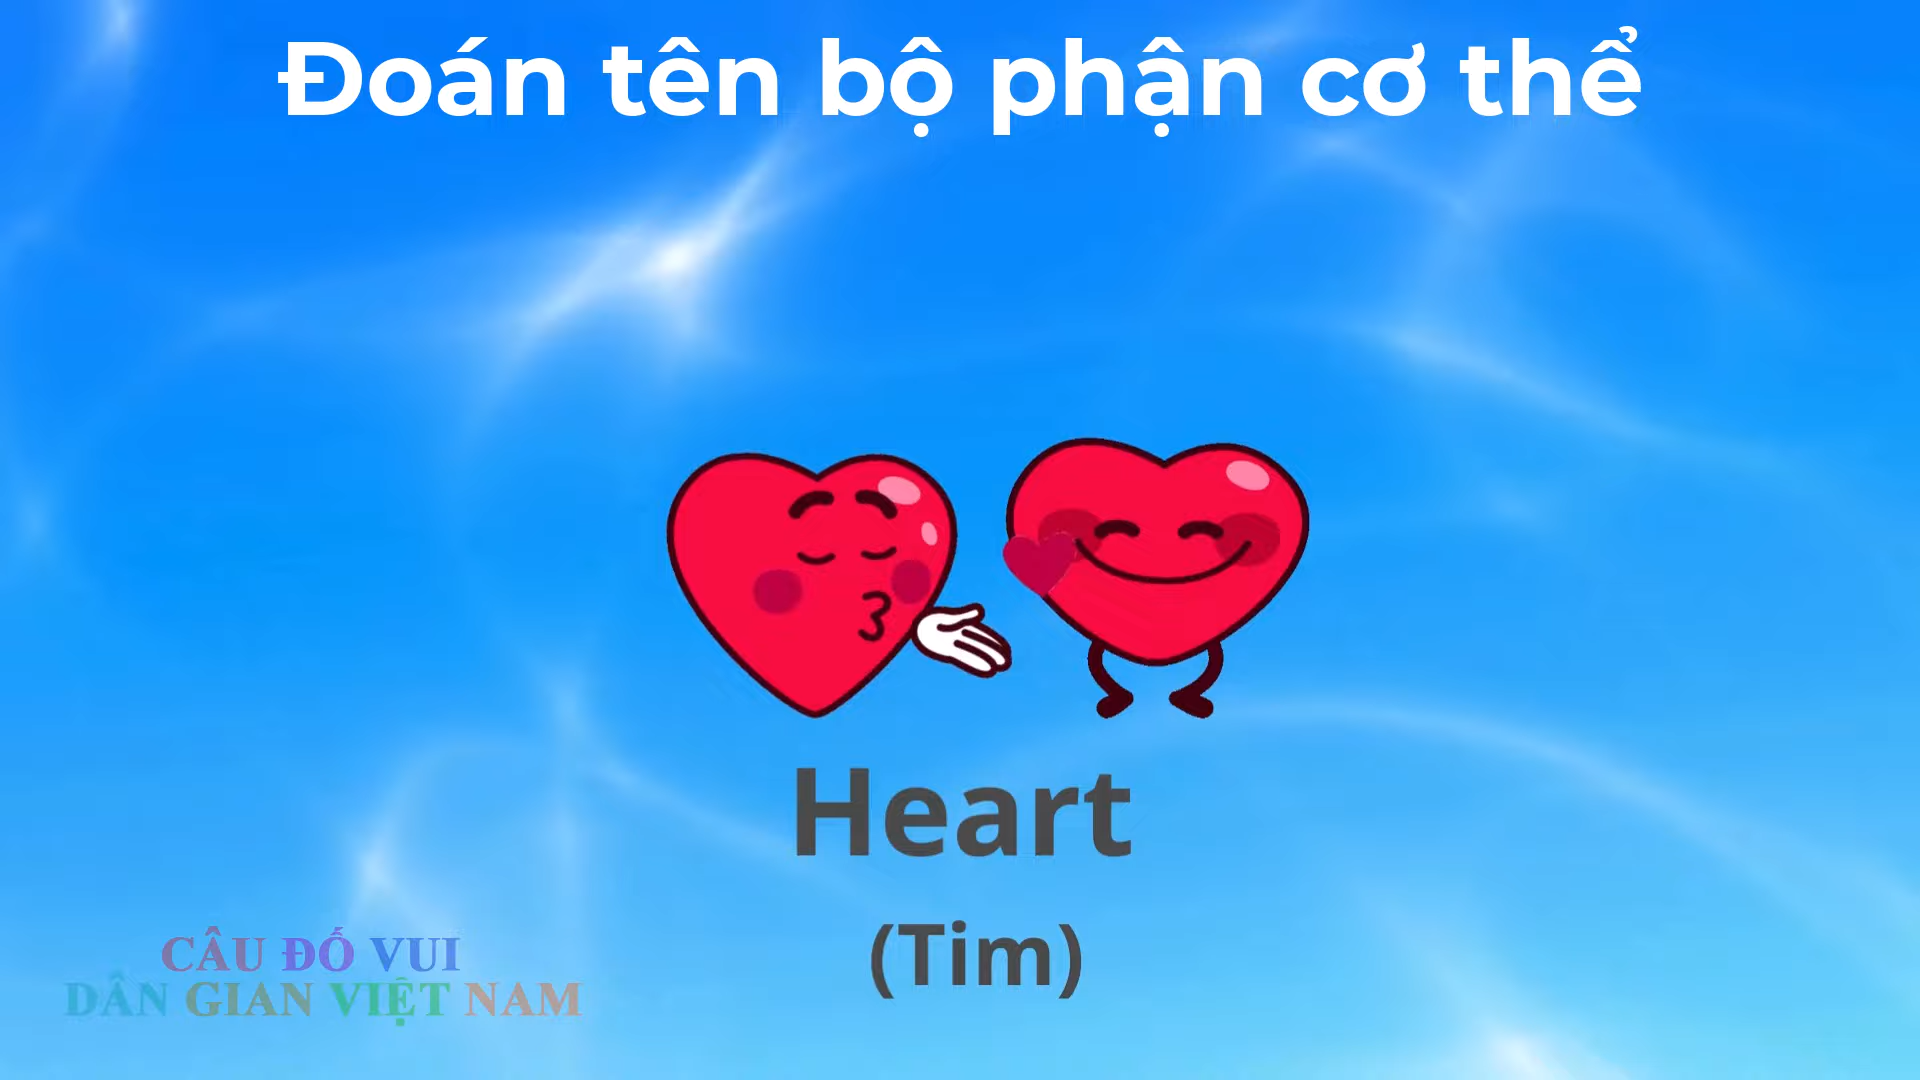 Đoán tên bộ phận cơ thể
Heart
(Tim)
CÂU ĐỐ VUI
DÂN GIAN VIỆT NAM